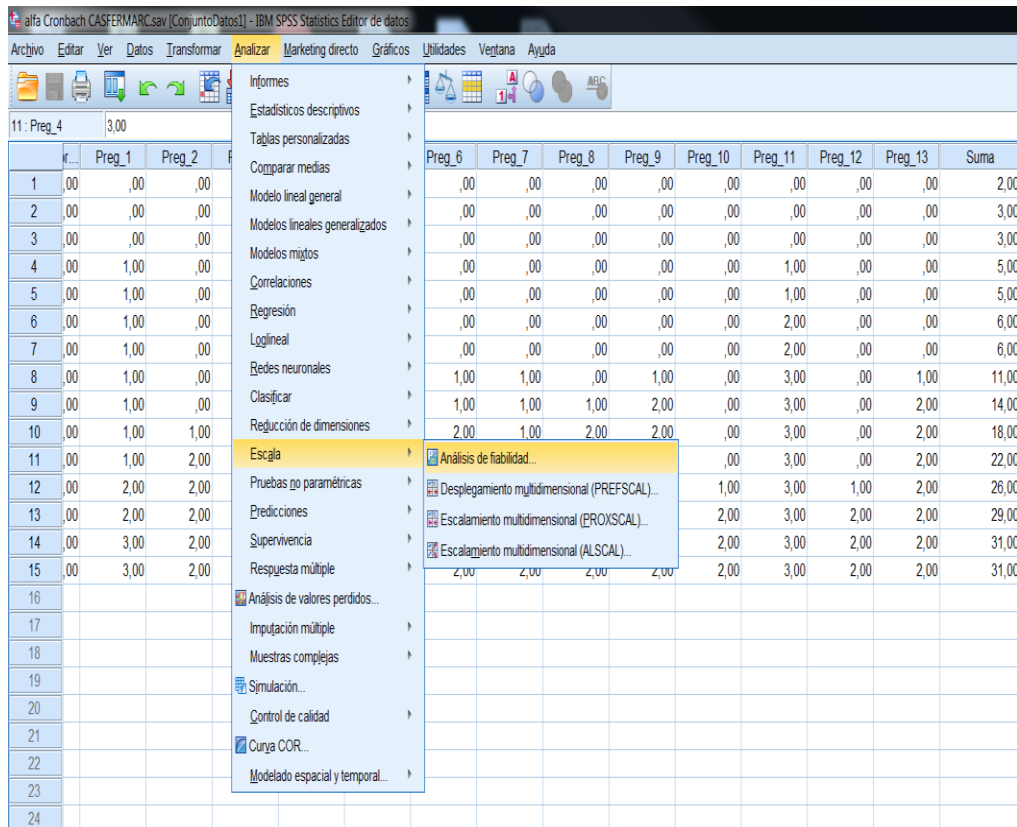 alfa Cronbach CASFERMARC.sav [ConjuntoDatos1] - IBM SPSS Statistics Editor de datos
Archivo Editar Ver Datos Transformar Analizar Marketing directo Gráficos Utilidades Ventana Ayuda
11 : Preg_4 3,00
Preg_1 Preg_2 Preg_6 Preg_7 Preg_8 Preg_9 Preg_10 Preg_11 Preg_12 Preg_13 Suma
1 ,00 ,00 ,00 ,00 ,00 ,00 ,00 ,00 ,00 ,00 ,00 2,00
2 ,00 ,00 ,00 ,00 ,00 ,00 ,00 ,00 ,00 ,00 ,00 3,00
3 ,00 ,00 ,00 ,00 ,00 ,00 ,00 ,00 ,00 ,00 ,00 3,00
4 ,00 1,00 ,00 ,00 ,00 ,00 ,00 ,00 1,00 ,00 ,00 5,00
5 ,00 1,00 ,00 ,00 ,00 ,00 ,00 ,00 1,00 ,00 ,00 5,00
6 ,00 1,00 ,00 ,00 ,00 ,00 ,00 ,00 2,00 ,00 ,00 6,00
7 ,00 1,00 ,00 ,00 ,00 ,00 ,00 ,00 2,00 ,00 ,00 6,00
8 ,00 1,00 ,00 1,00 1,00 ,00 1,00 ,00 3,00 ,00 1,00 11,00
9 ,00 1,00 ,00 1,00 1,00 1,00 2,00 ,00 3,00 ,00 2,00 14,00
10 ,00 1,00 1,00 2,00 1,00 2,00 2,00 ,00 3,00 ,00 2,00 18,00
11 ,00 1,00 2,00 ,00 3,00 ,00 2,00 22,00
12 ,00 2,00 2,00 1,00 3,00 1,00 2,00 26,00
13 ,00 2,00 2,00 2,00 3,00 2,00 2,00 29,00
14 ,00 3,00 2,00 2,00 3,00 2,00 2,00 31,00
15 ,00 3,00 2,00 2,00 2,00 2,00 2,00 2,00 3,00 2,00 2,00 31,00
16
17
18
19
20
21
22
23
24
Informes
Estadísticos descriptivos
Tablas personalizadas
Comparar medias
Modelo lineal general
Modelos lineales generalizados
Modelos mixtos
Correlaciones
Regresión
Loglineal
Redes neuronales
Clasificar
Reducción de dimensiones
Escala
Pruebas no paramétricas
Predicciones
Supervivencia
Respuesta múltiple
Análisis de valores perdidos...
Imputación múltiple
Muestras complejas
Simulación...
Control de calidad
Curva COR...
Modelado espacial y temporal...
Análisis de fiabilidad...
Desplegamiento multidimensional (PREFSCAL)...
Escalamiento multidimensional (PROXSCAL)...
Escalamiento multidimensional (ALSCAL)...